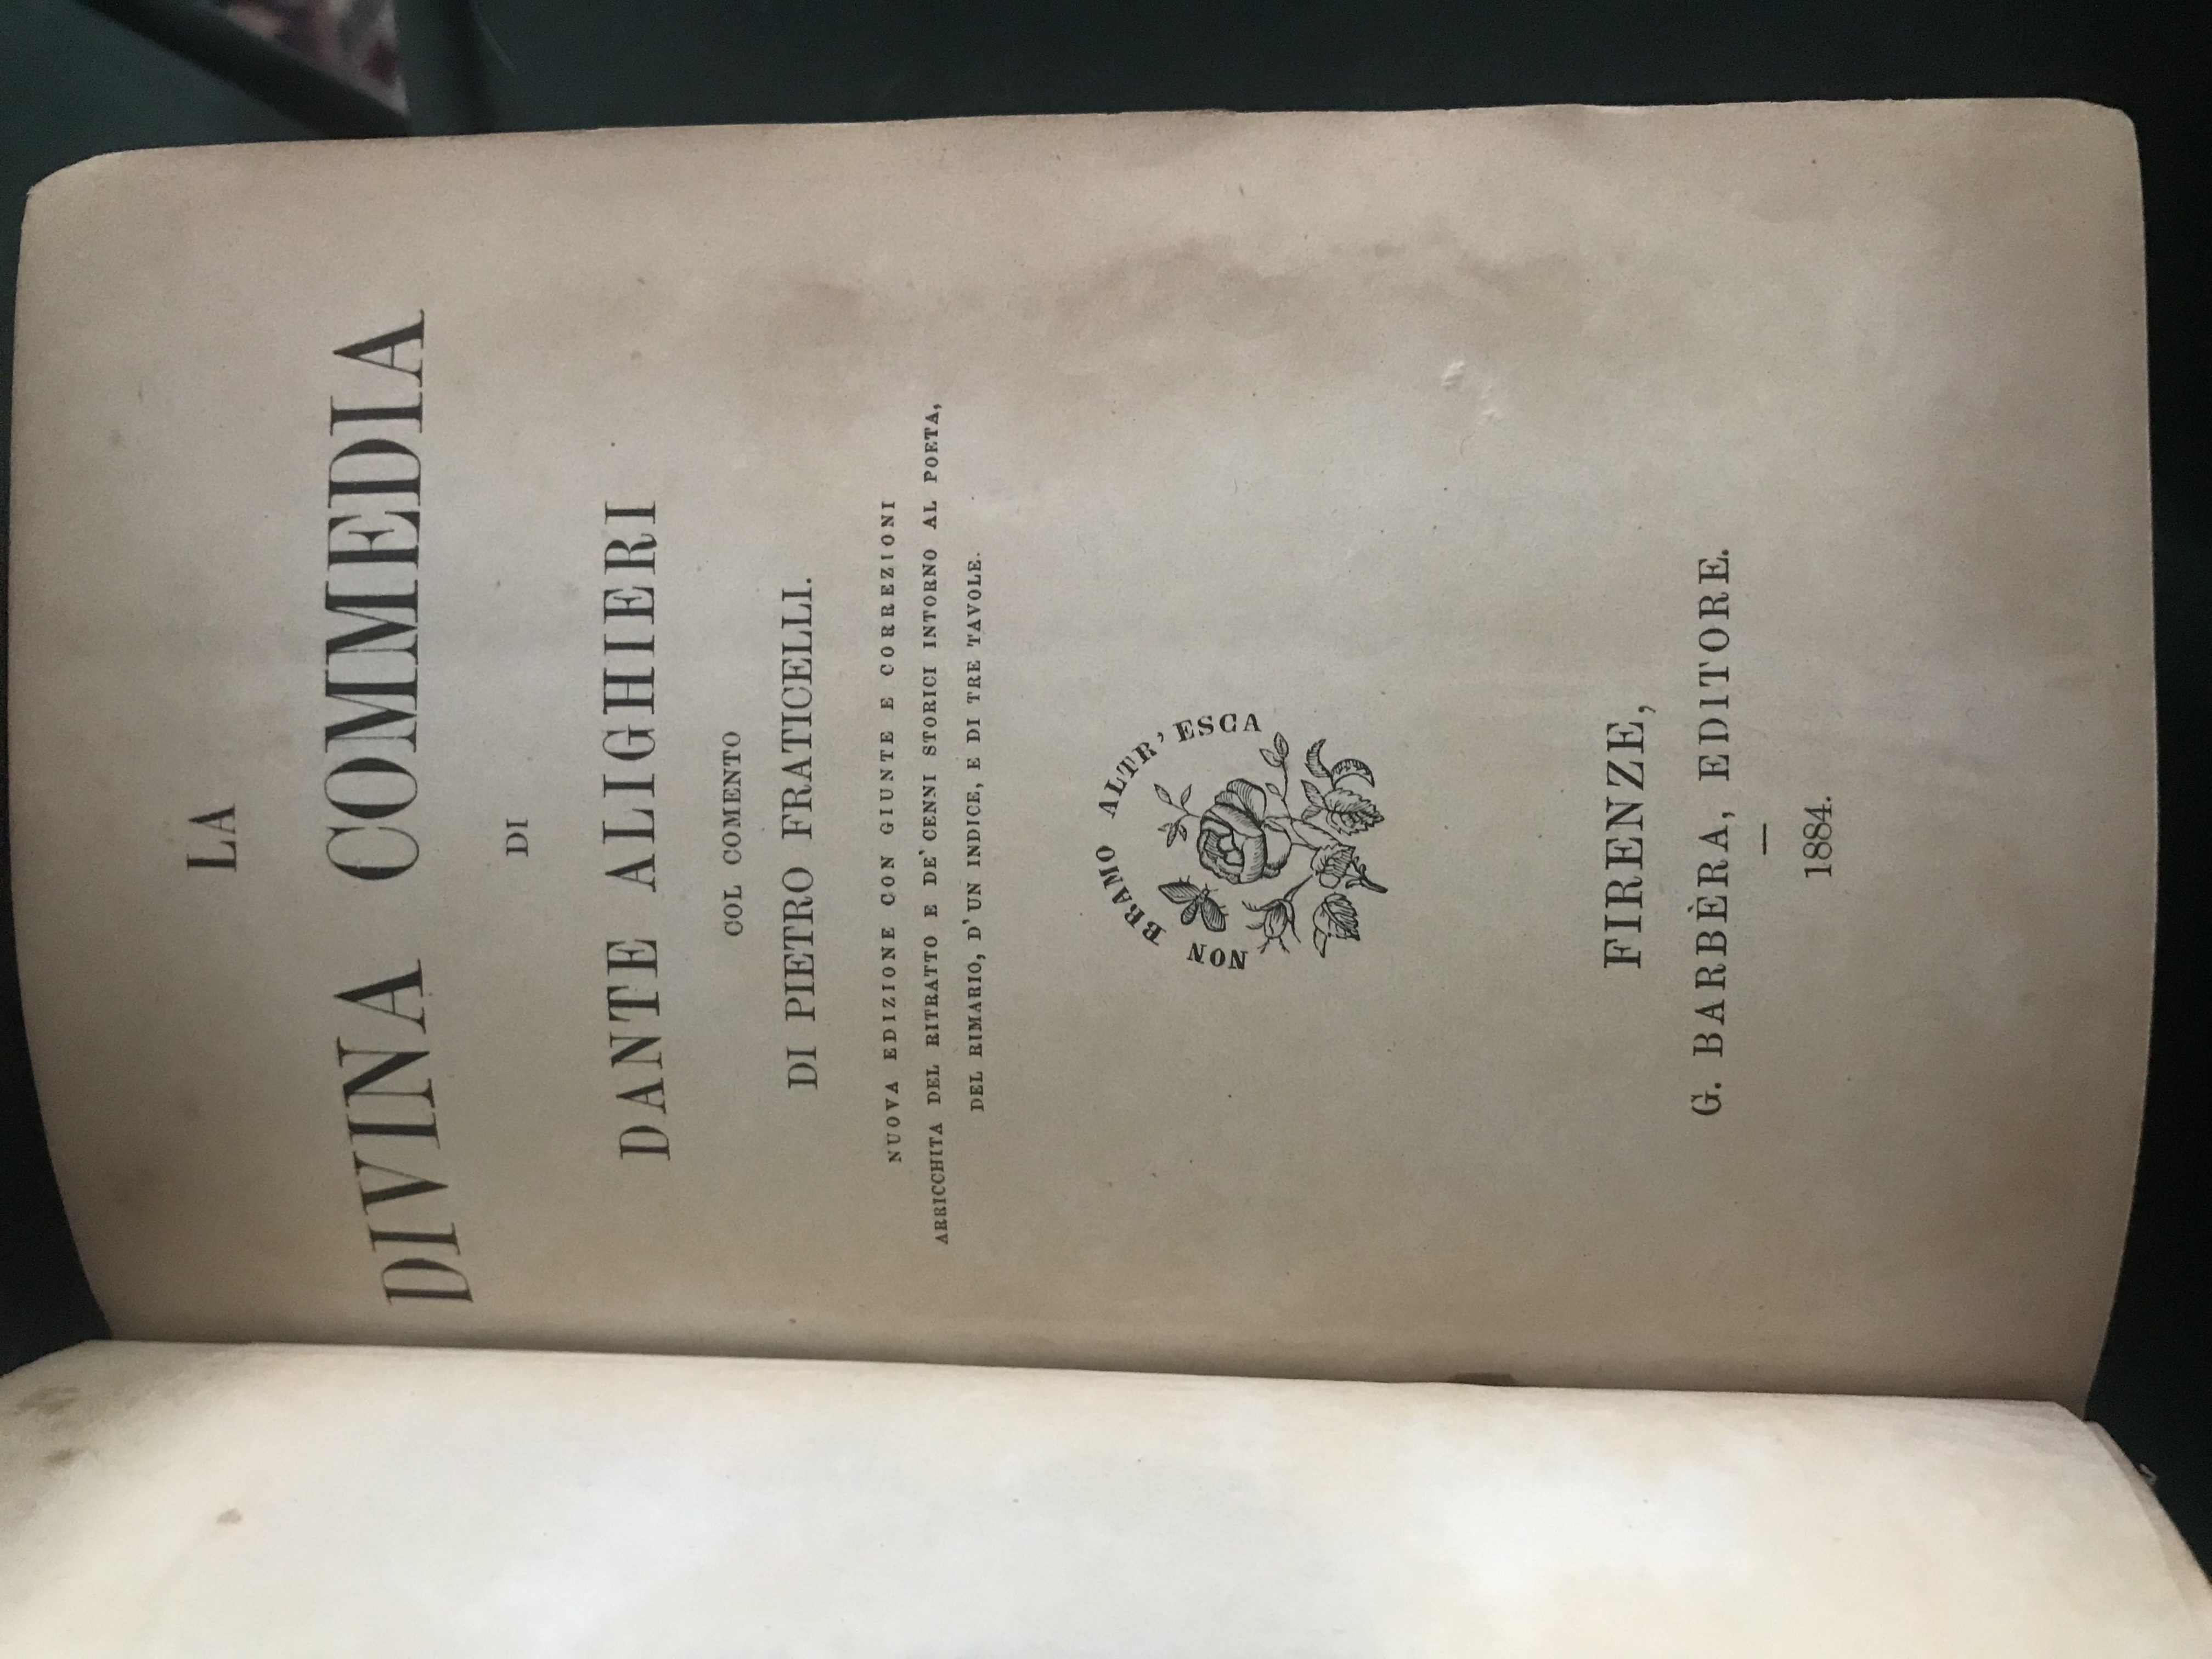 LA
DIVINA COMMEDIA
DI
DANTE ALIGHIERI
COL COMENTO
DI PIETRO FRATICELLI.
NUOVA EDIZIONE CON GIUNTE E CORREZIONI
ARRICCHITA DEL RITRATTO E DE' CENNI STORICI INTORNO AL POETA,
DEL RIMARIO, D'UN INDICE, E DI TRE TAVOLE.
NON BRAMO ALTR' ESCA
FIRENZE,
G. BARBÈRA, EDITORE.
—
1884.